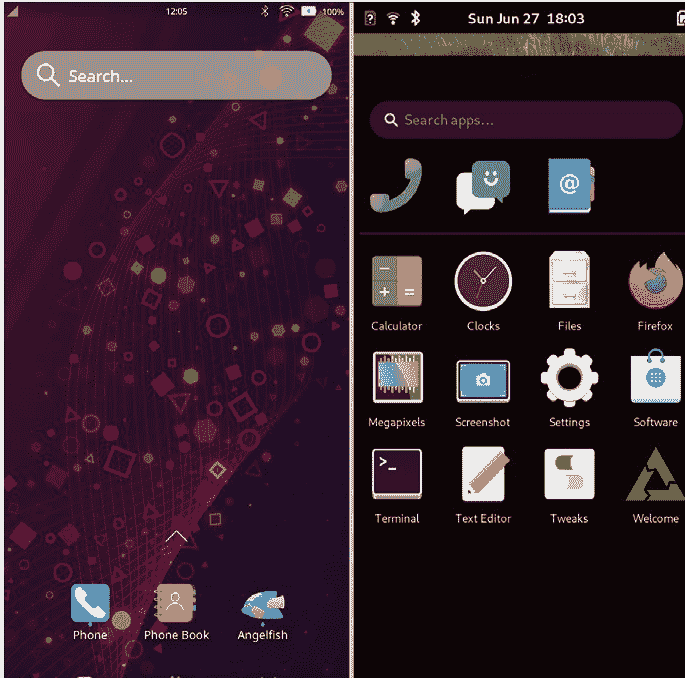 12:05
100%
Search...
Phone
Phone Book
Angelfish
Sun Jun 27 18:03
Search apps...
@
Calculator
Clocks
Files
Firefox
Megapixels
Screenshot
Settings
Software
>_
Terminal
Text Editor
Tweaks
Welcome